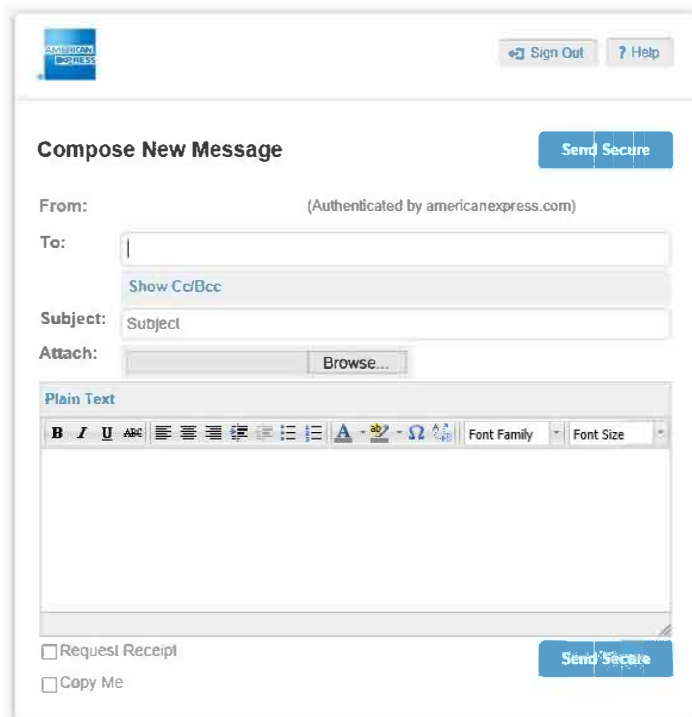 AMERICAN
EXPRESS
Sign Out
? Help
Compose New Message
Send Secure
From:
(Authenticated by americanexpress.com)
To:
Show Cc/Bcc
Subject:
Subject
Attach:
Browse...
Plain Text
B I U ABC A ab Ω Font Family Font Size
Request Receipt
Send Secure
Copy Me